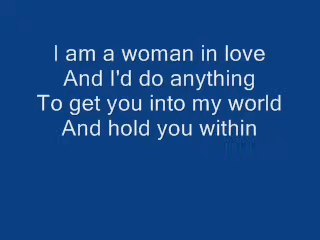 I am a woman in love
And I'd do anything
To get you into my world
And hold you within